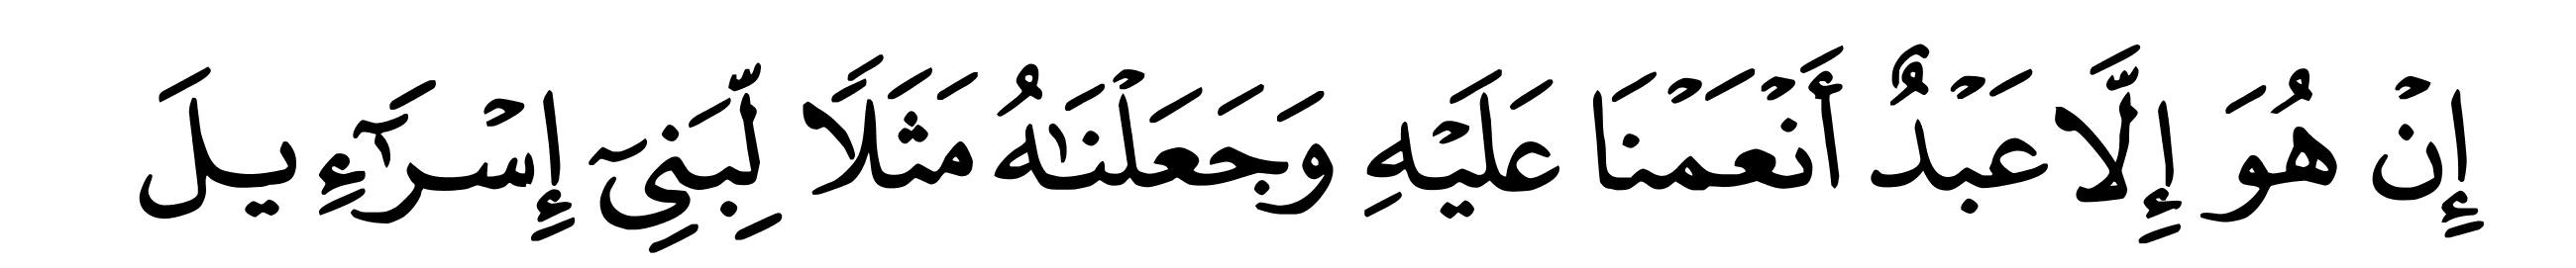 إِنْ هُوَ إِلَّا عَبْدٌ أَنْعَمْنَا عَلَيْهِ وَجَعَلْنَٰهُ مَثَلًا لِّبَنِىٓ إِسْرَٰٓءِيلَ